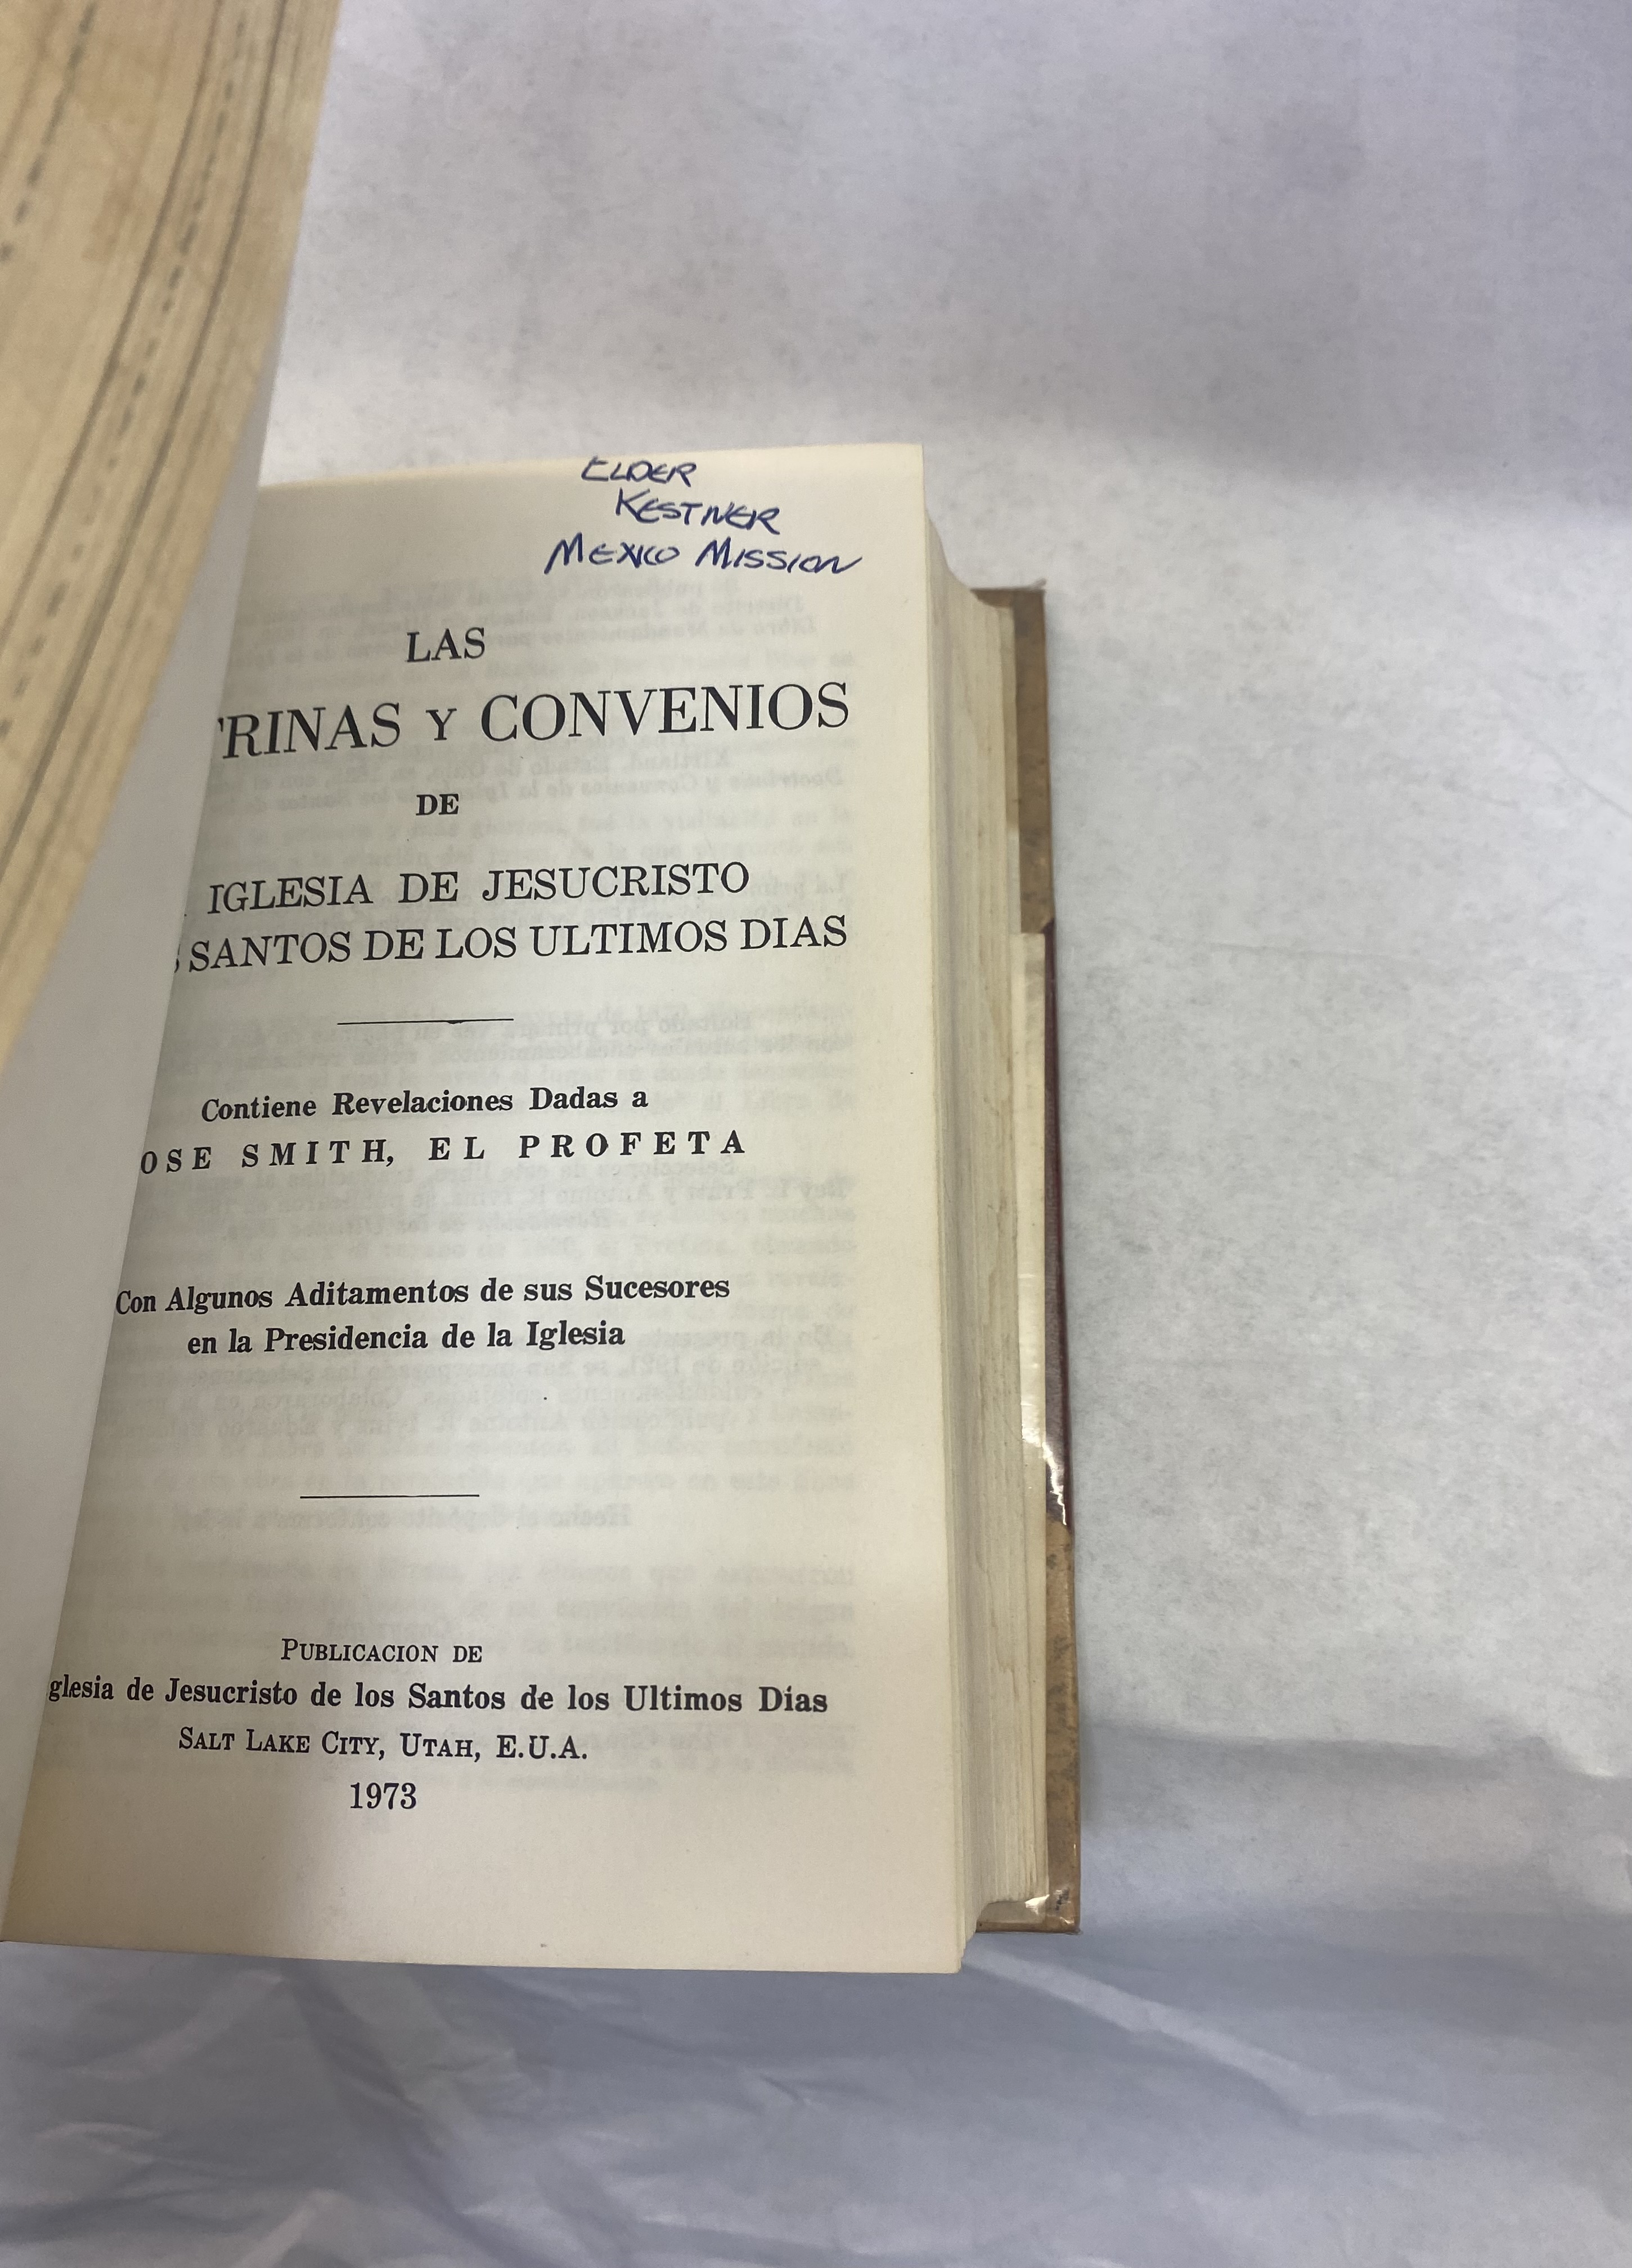 ELDER
KESTNER
MEXICO MISSION
LAS
TRINAS Y CONVENIOS
DE
IGLESIA DE JESUCRISTO
SANTOS DE LOS ULTIMOS DIAS
Contiene Revelaciones Dadas a
OSE SMITH, EL PROFETA
Con Algunos Aditamentos de sus Sucesores
en la Presidencia de la Iglesia
PUBLICACION DE
glesia de Jesucristo de los Santos de los Ultimos Días
SALT LAKE CITY, UTAH, E.U.A.
1973